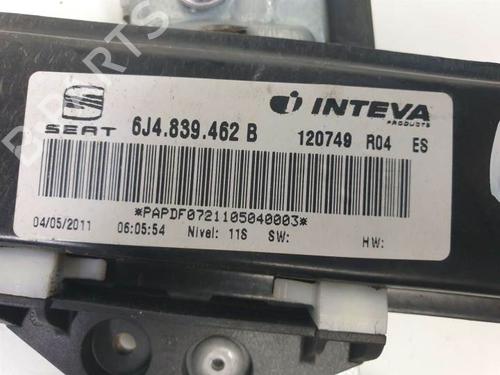 SEAT 6J4.839.462 B
INTEVA
PRODUCTS
120749 R04 ES
*PAPDF0721105040003*
04/05/2011 06:05:54 Nivel: 11S SW: HW: